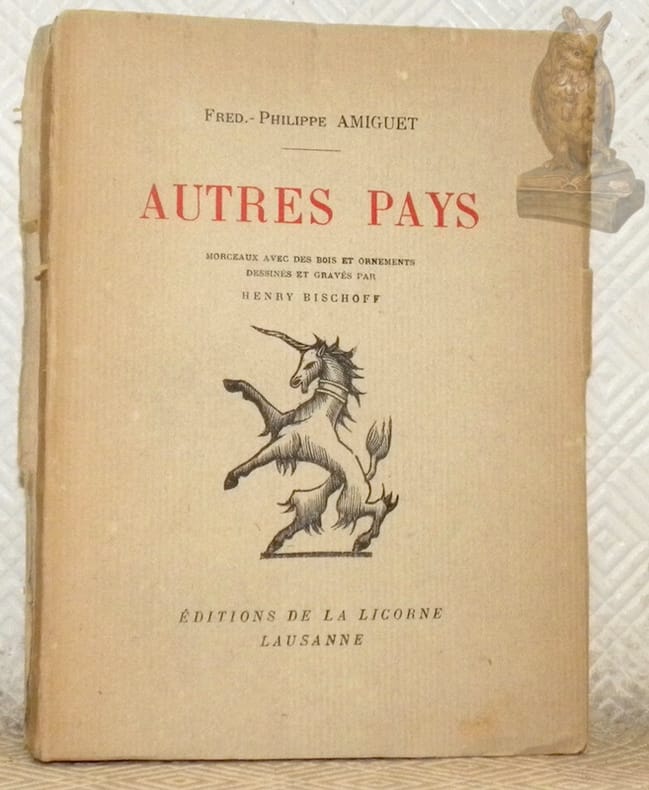 FRED.-PHILIPPE AMIGUET
AUTRES PAYS
MORCEAUX AVEC DES BOIS ET ORNEMENTS
DESSINÉS ET GRAVÉS PAR
HENRY BISCHOFF
ÉDITIONS DE LA LICORNE
LAUSANNE